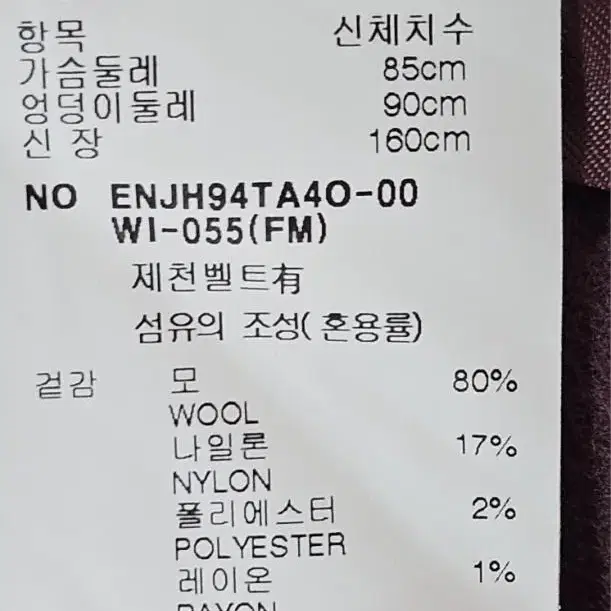 항목 신체치수
가슴둘레 85cm
엉덩이둘레 90cm
신 장 160cm
NO ENJH94TA4O-00
WI-055(FM)
제천벨트有
섬유의 조성( 혼용률)
겉감 모 80%
WOOL
나일론 17%
NYLON
폴리에스터 2%
POLYESTER
레이온 1%
RAYON